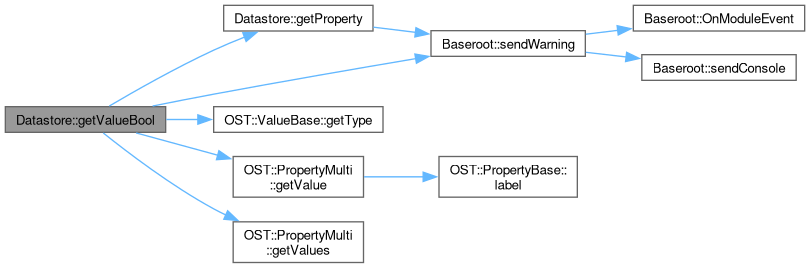 Datastore::getValueBool
Datastore::getProperty
Baseroot::sendWarning
Baseroot::OnModuleEvent
Baseroot::sendConsole
OST::ValueBase::getType
OST::PropertyMulti
::getValue
OST::PropertyBase::
label
OST::PropertyMulti
::getValues